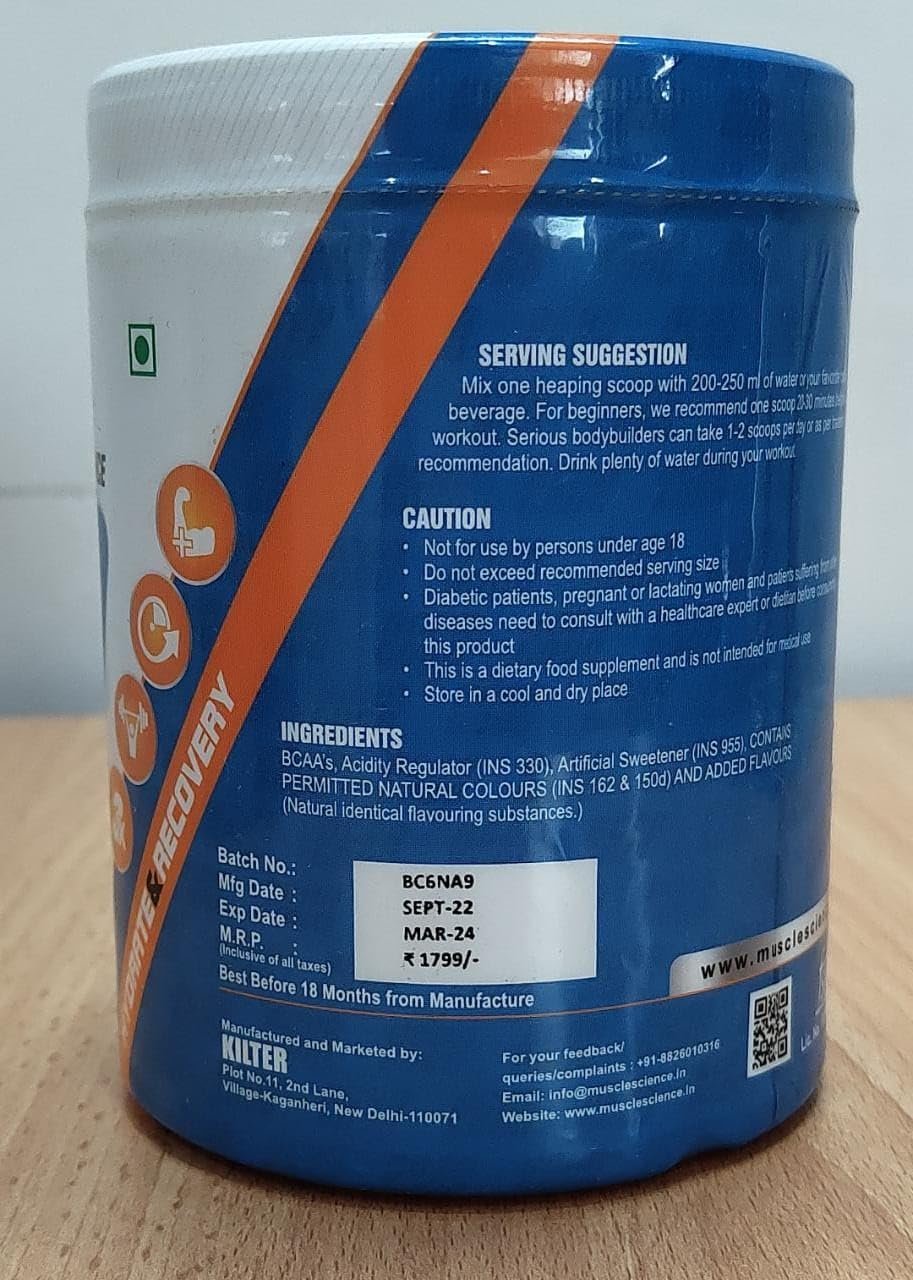 SERVING SUGGESTION
Mix one heaping scoop with 200-250 ml of water or your
beverage. For beginners, we recommend one scoop 20-30 minutes
workout. Serious bodybuilders can take 1-2 scoops per day or as per
recommendation. Drink plenty of water during your workout
CAUTION
• Not for use by persons under age 18
• Do not exceed recommended serving size
• Diabetic patients, pregnant or lactating women and patients suffering from
diseases need to consult with a healthcare expert or dietitian before
this product
• This is a dietary food supplement and is not intended for medical use
• Store in a cool and dry place
INGREDIENTS
BCAA's, Acidity Regulator (INS 330), Artificial Sweetener (INS 955), CONTAINS
PERMITTED NATURAL COLOURS (INS 162 & 150d) AND ADDED FLAVOURS
(Natural identical flavouring substances.)
& RECOVERY
Batch No.: BC6NA9
Mfg Date : SEPT-22
Exp Date : MAR-24
M.R.P. : ₹ 1799/-
(Inclusive of all taxes)
Best Before 18 Months from Manufacture
Manufactured and Marketed by:
KILTER
Plot No.11, 2nd Lane,
Village-Kaganheri, New Delhi-110071
For your feedback/
queries/complaints : +91-8826010316
Email: info@musclescience.in
Website: www.musclescience.in
www.musclescien
Lic. No